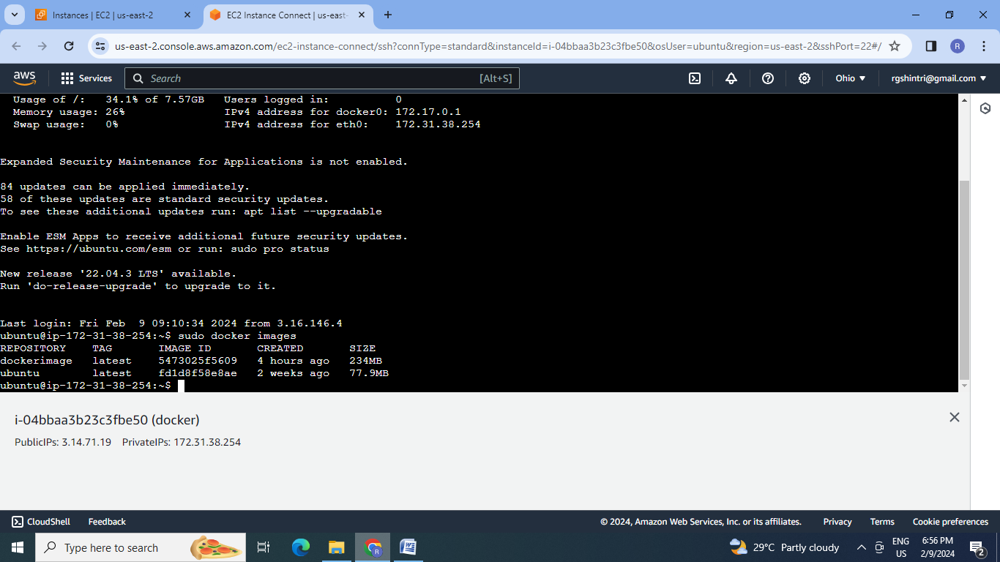 Instances | EC2 | us-east-2
EC2 Instance Connect | us-east-
us-east-2.console.aws.amazon.com/ec2-instance-connect/ssh?connType=standard&instanceId=i-04bbaa3b23c3fbe50&osUser=ubuntu&region=us-east-2&sshPort=22#/
R
aws Services Search [Alt+S] Ohio rgshintri@gmail.com
Usage of /: 34.1% of 7.57GB Users logged in: 0
Memory usage: 26% IPv4 address for docker0: 172.17.0.1
Swap usage: 0% IPv4 address for eth0: 172.31.38.254
Expanded Security Maintenance for Applications is not enabled.
84 updates can be applied immediately.
58 of these updates are standard security updates.
To see these additional updates run: apt list --upgradable
Enable ESM Apps to receive additional future security updates.
See https://ubuntu.com/esm or run: sudo pro status
New release '22.04.3 LTS' available.
Run 'do-release-upgrade' to upgrade to it.
Last login: Fri Feb  9 09:10:34 2024 from 3.16.146.4
ubuntu@ip-172-31-38-254:~$ sudo docker images
REPOSITORY TAG IMAGE ID CREATED SIZE
dockerimage latest 5473025f5609 4 hours ago 234MB
ubuntu latest fd1d8f58e8ae 2 weeks ago 77.9MB
ubuntu@ip-172-31-38-254:~$
i-04bbaa3b23c3fbe50 (docker)
PublicIPs: 3.14.71.19 PrivateIPs: 172.31.38.254
CloudShell Feedback © 2024, Amazon Web Services, Inc. or its affiliates. Privacy Terms Cookie preferences
Type here to search R W 29°C Partly cloudy ENG 6:56 PM
US 2/9/2024 2